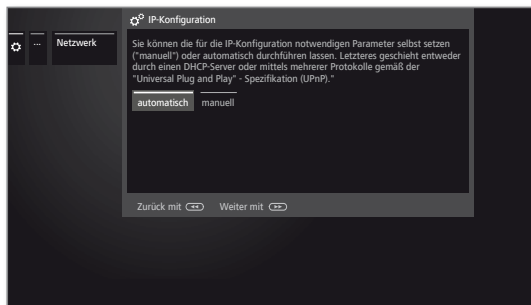 IP-Konfiguration
... Netzwerk
Sie können die für die IP-Konfiguration notwendigen Parameter selbst setzen
("manuell") oder automatisch durchführen lassen. Letzteres geschieht entweder
durch einen DHCP-Server oder mittels mehrerer Protokolle gemäß der
"Universal Plug and Play" - Spezifikation (UPnP)."
automatisch manuell
Zurück mit Weiter mit